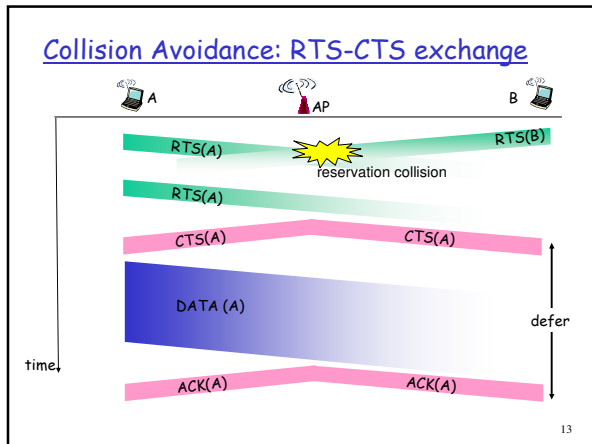 Collision Avoidance: RTS-CTS exchange
A
AP
B
RTS(A)
RTS(B)
reservation collision
RTS(A)
CTS(A)
CTS(A)
DATA (A)
defer
time
ACK(A)
ACK(A)
13